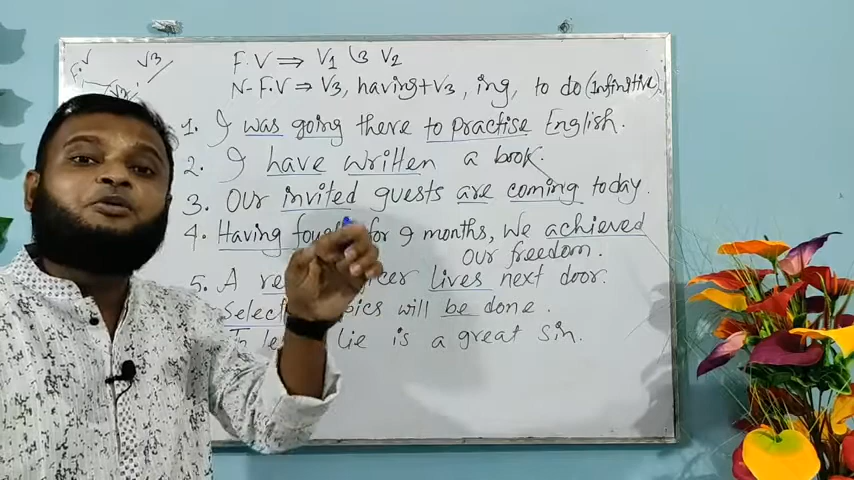 F.V ⇒ V₁ ও V₂
N-F.V ⇒ V₃, having+V₃, ing, to do (Infinitive)
1. I was going there to practise English.
2. I have written a book.
3. Our invited guests are coming today.
4. Having for 9 months, We achieved
our freedom.
5. A lives next door.
will be done.
lie is a great sin.